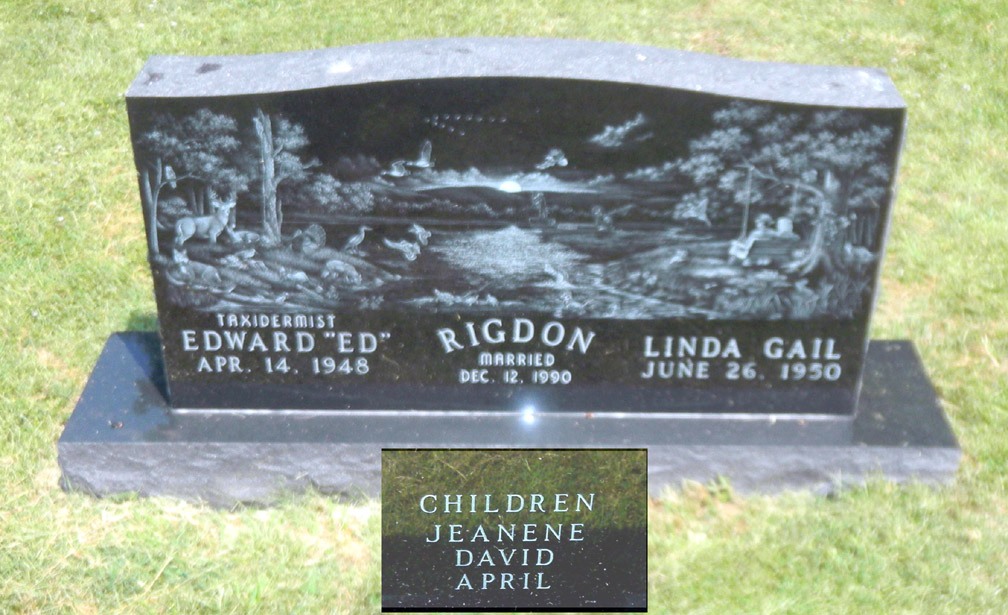 TAXIDERMIST
EDWARD "ED"
APR. 14. 1948
RIGDON
MARRIED
DEC. 12. 1990
LINDA GAIL
JUNE 26. 1950
CHILDREN
JEANENE
DAVID
APRIL